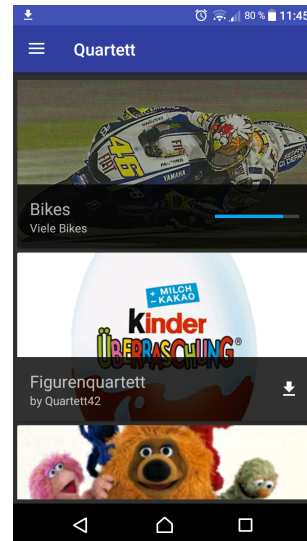 80 % 11:45
Quartett
46
YAMAHA
Bikes
Viele Bikes
+ MILCH
- KAKAO
Kinder
ÜBERRASCHUNG®
Figurenquartett
by Quartett42